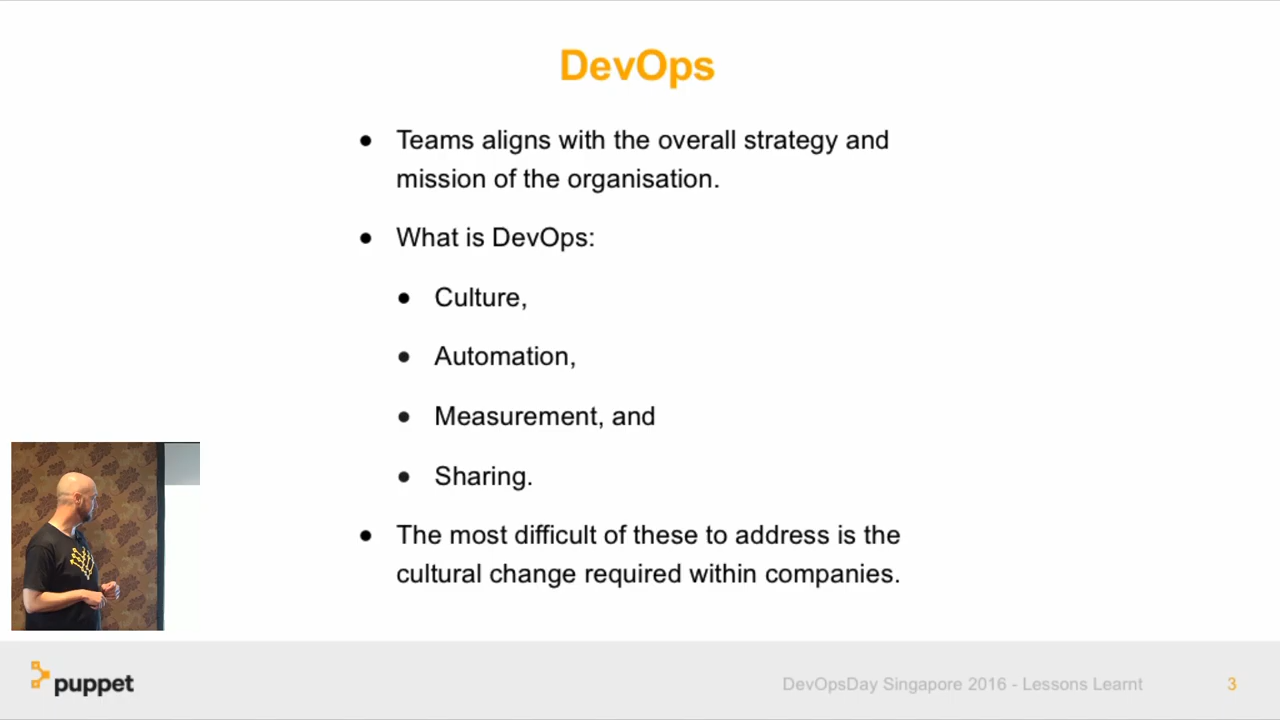 DevOps
● Teams aligns with the overall strategy and
mission of the organisation.
● What is DevOps:
● Culture,
● Automation,
● Measurement, and
● Sharing.
● The most difficult of these to address is the
cultural change required within companies.
puppet
DevOpsDay Singapore 2016 - Lessons Learnt
3